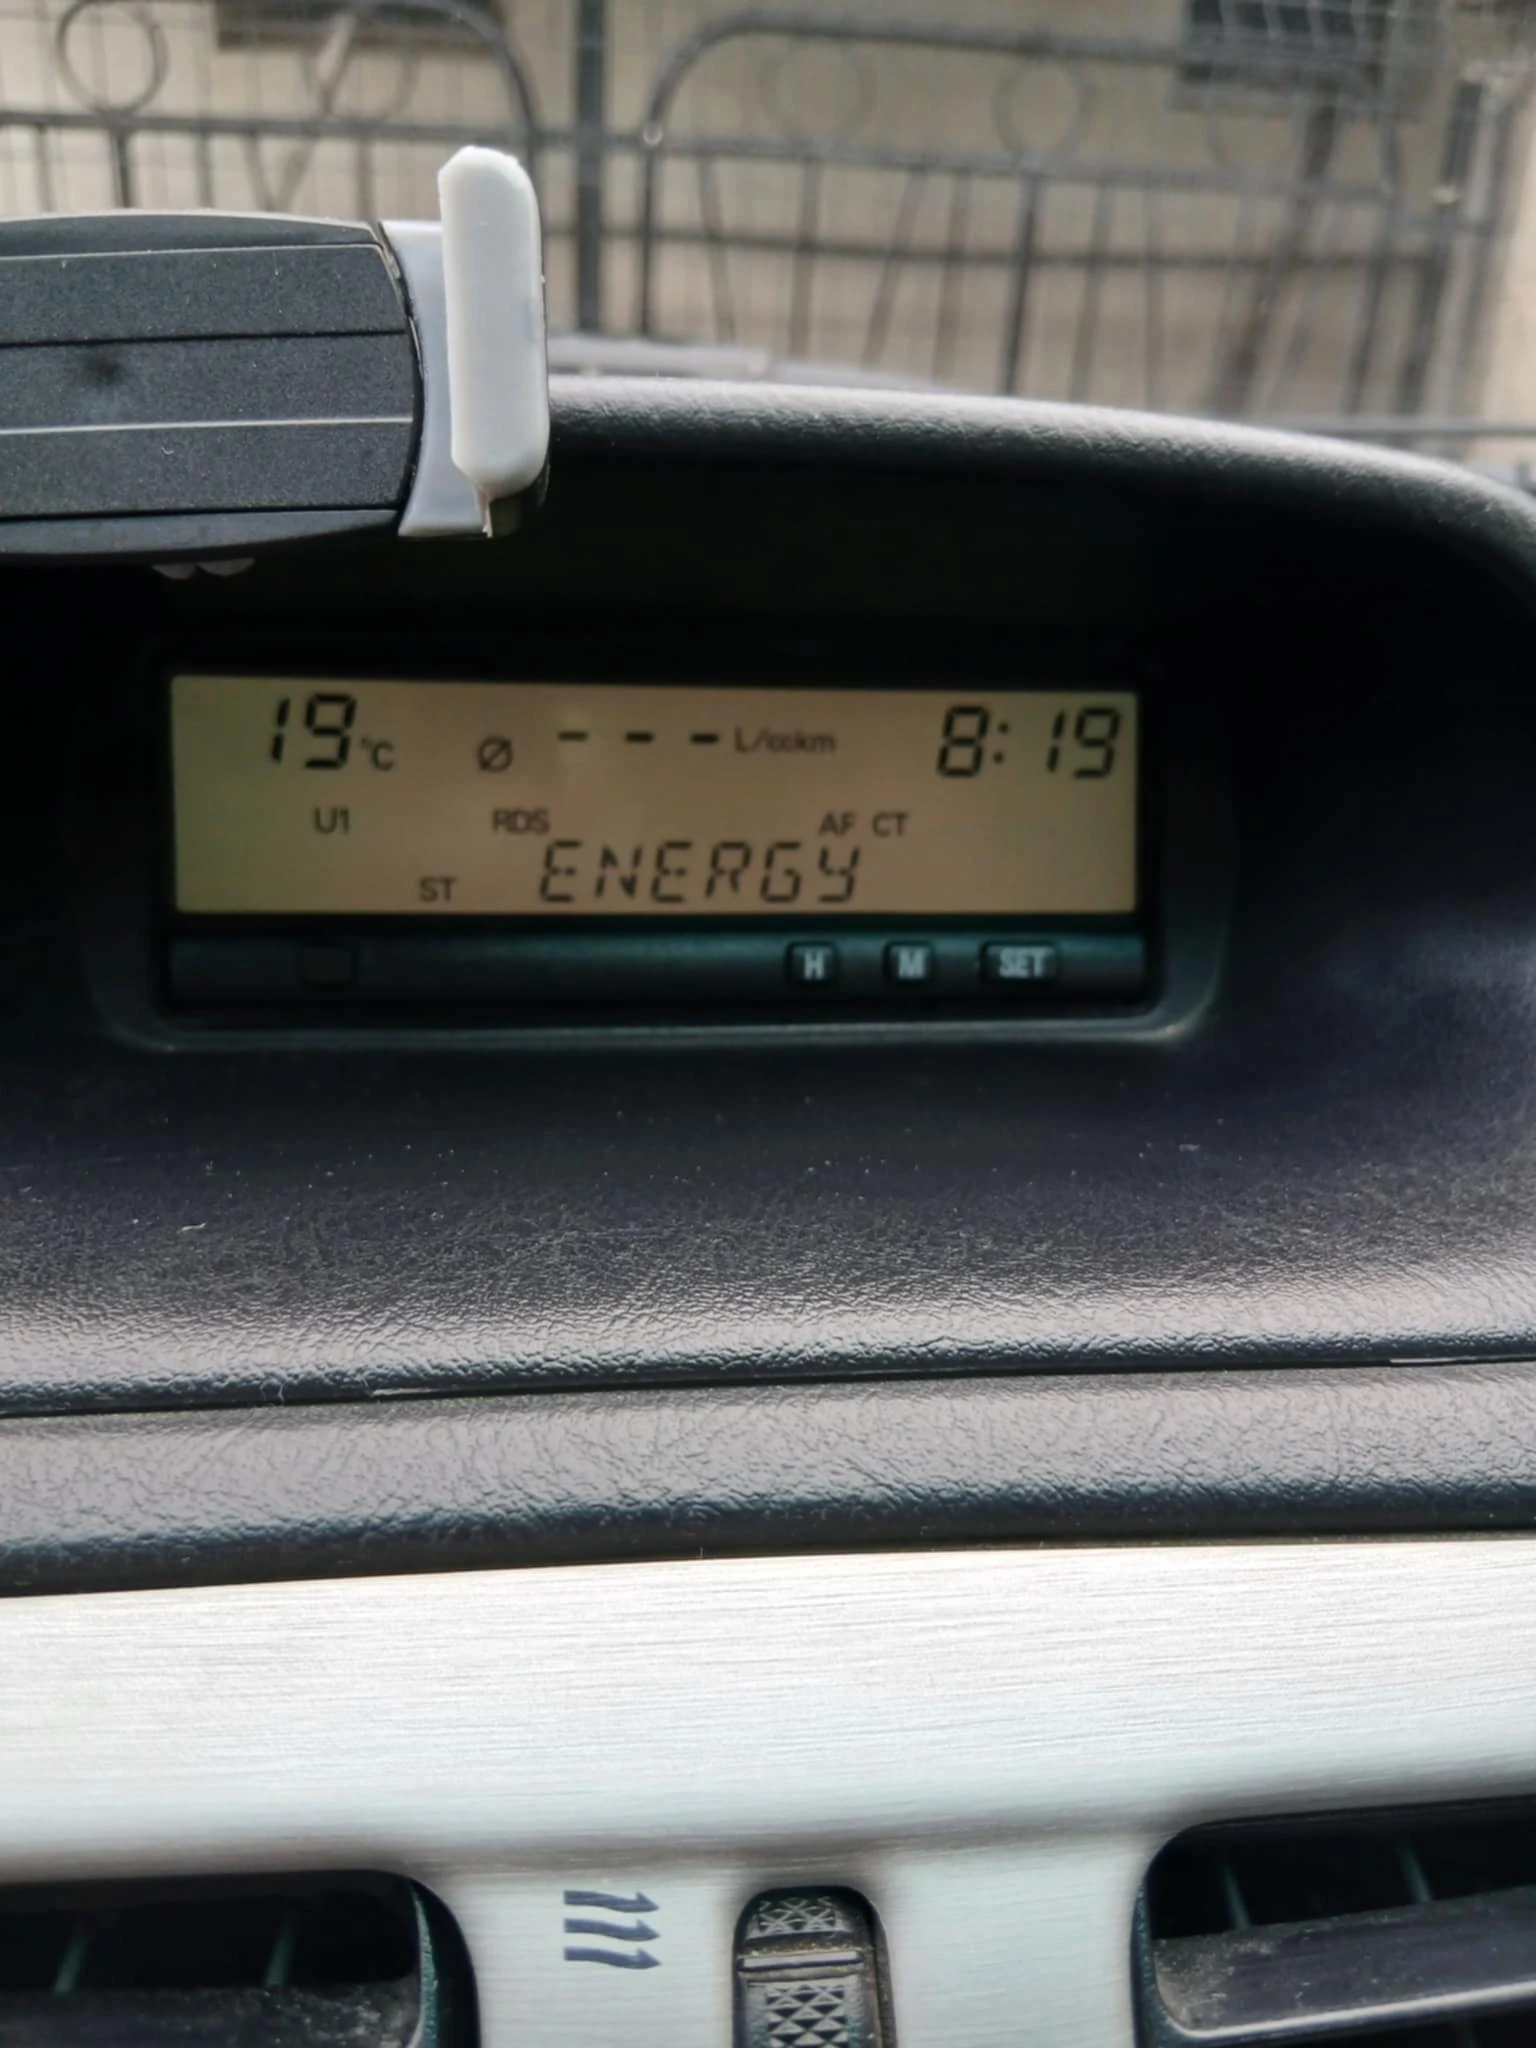 19°C Ø - - - L/100km 8:19
U1 RDS AF CT
ST ENERGY
H M SET